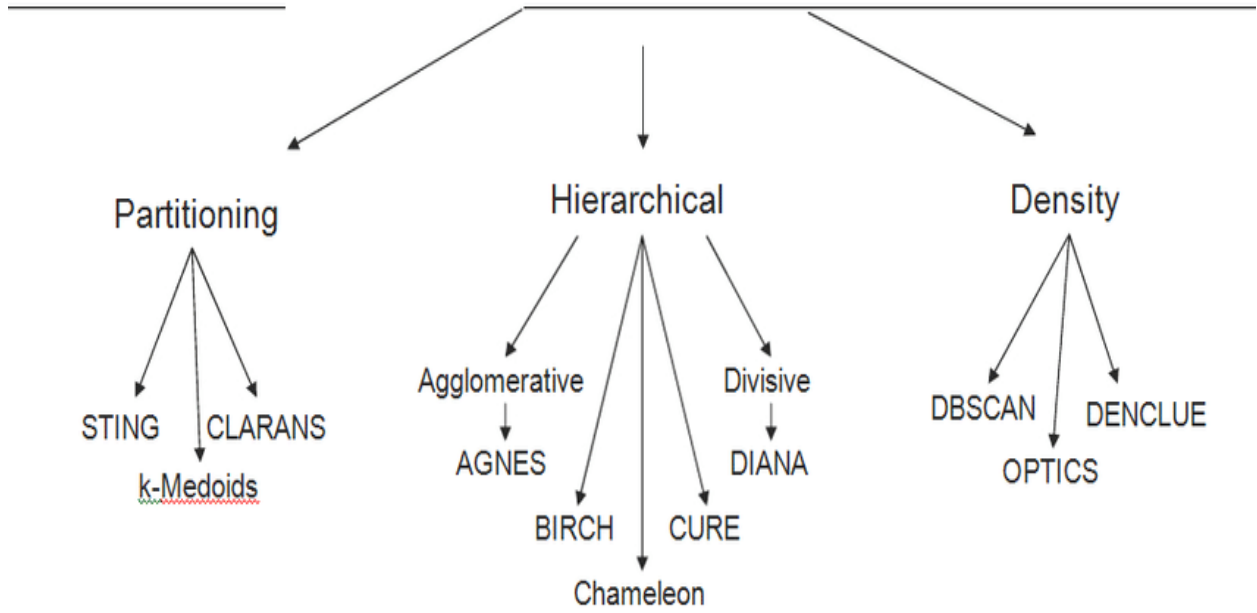 Partitioning
Hierarchical
Density
STING
CLARANS
k-Medoids
Agglomerative
Divisive
AGNES
DIANA
BIRCH
CURE
Chameleon
DBSCAN
DENCLUE
OPTICS